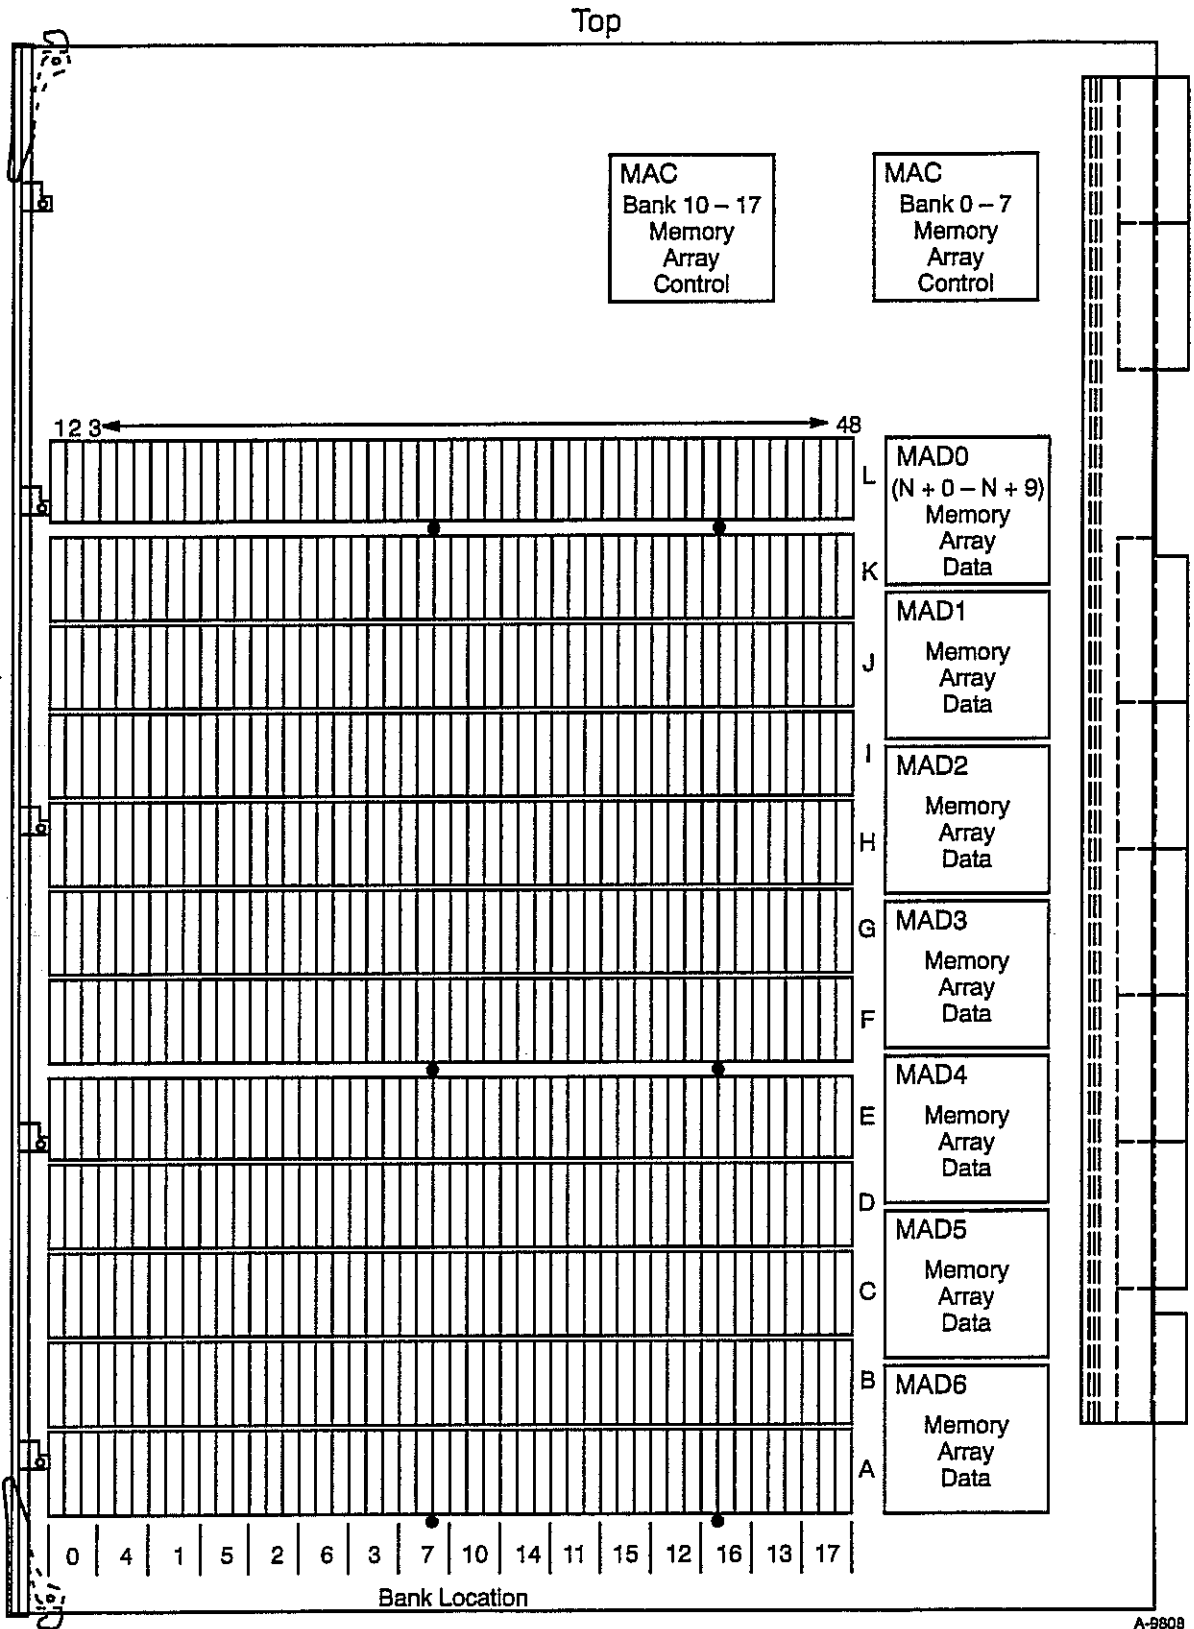 Top
MAC
Bank 10 – 17
Memory
Array
Control
MAC
Bank 0 – 7
Memory
Array
Control
1 2 3
48
L
K
J
I
H
G
F
E
D
C
B
A
MAD0
(N + 0 – N + 9)
Memory
Array
Data
MAD1
Memory
Array
Data
MAD2
Memory
Array
Data
MAD3
Memory
Array
Data
MAD4
Memory
Array
Data
MAD5
Memory
Array
Data
MAD6
Memory
Array
Data
0 4 1 5 2 6 3 7 10 14 11 15 12 16 13 17
Bank Location
A-9808